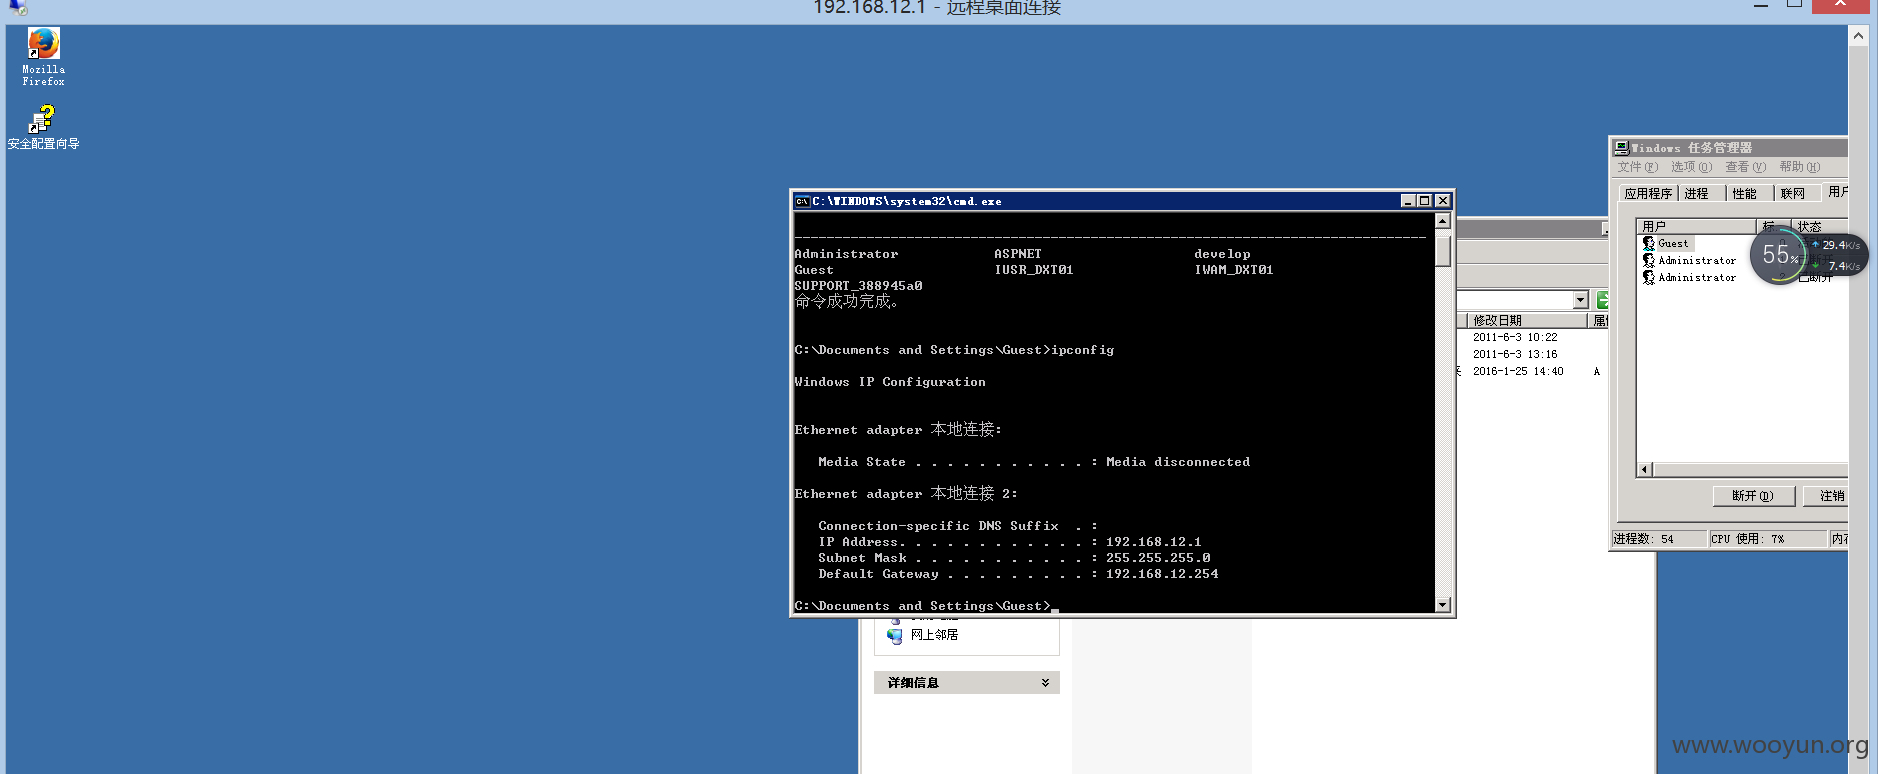 192.168.12.1 - 远程桌面连接
Mozilla
Firefox
安全配置向导
C:\WINDOWS\system32\cmd.exe
Administrator ASPNET develop
Guest IUSR_DXT01 IWAM_DXT01
SUPPORT_388945a0
命令成功完成。
C:\Documents and Settings\Guest>ipconfig
Windows IP Configuration
Ethernet adapter 本地连接:
Media State . . . . . . . . . . . : Media disconnected
Ethernet adapter 本地连接 2:
Connection-specific DNS Suffix . :
IP Address. . . . . . . . . . . . : 192.168.12.1
Subnet Mask . . . . . . . . . . . : 255.255.255.0
Default Gateway . . . . . . . . . : 192.168.12.254
C:\Documents and Settings\Guest>
网上邻居
详细信息
修改日期
2011-6-3 10:22
2011-6-3 13:16
2016-1-25 14:40 A
Windows 任务管理器
文件(F) 选项(O) 查看(V) 帮助(H)
应用程序 进程 性能 联网
用户 状态
Guest
Administrator
Administrator 已断开
55%
29.4K/s
7.4K/s
断开(D) 注销
进程数: 54 CPU 使用: 7%
www.wooyun.org